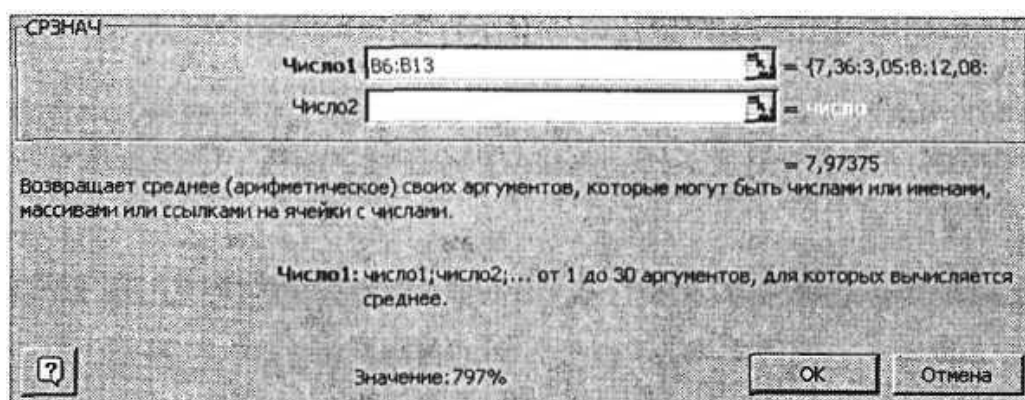 СРЗНАЧ
Число1 B6:B13 = {7,36:3,05:8:12,08:
Число2 = число
= 7,97375
Возвращает среднее (арифметическое) своих аргументов, которые могут быть числами или именами,
массивами или ссылками на ячейки с числами.
Число1: число1;число2;... от 1 до 30 аргументов, для которых вычисляется
среднее.
? Значение:797% ОК Отмена